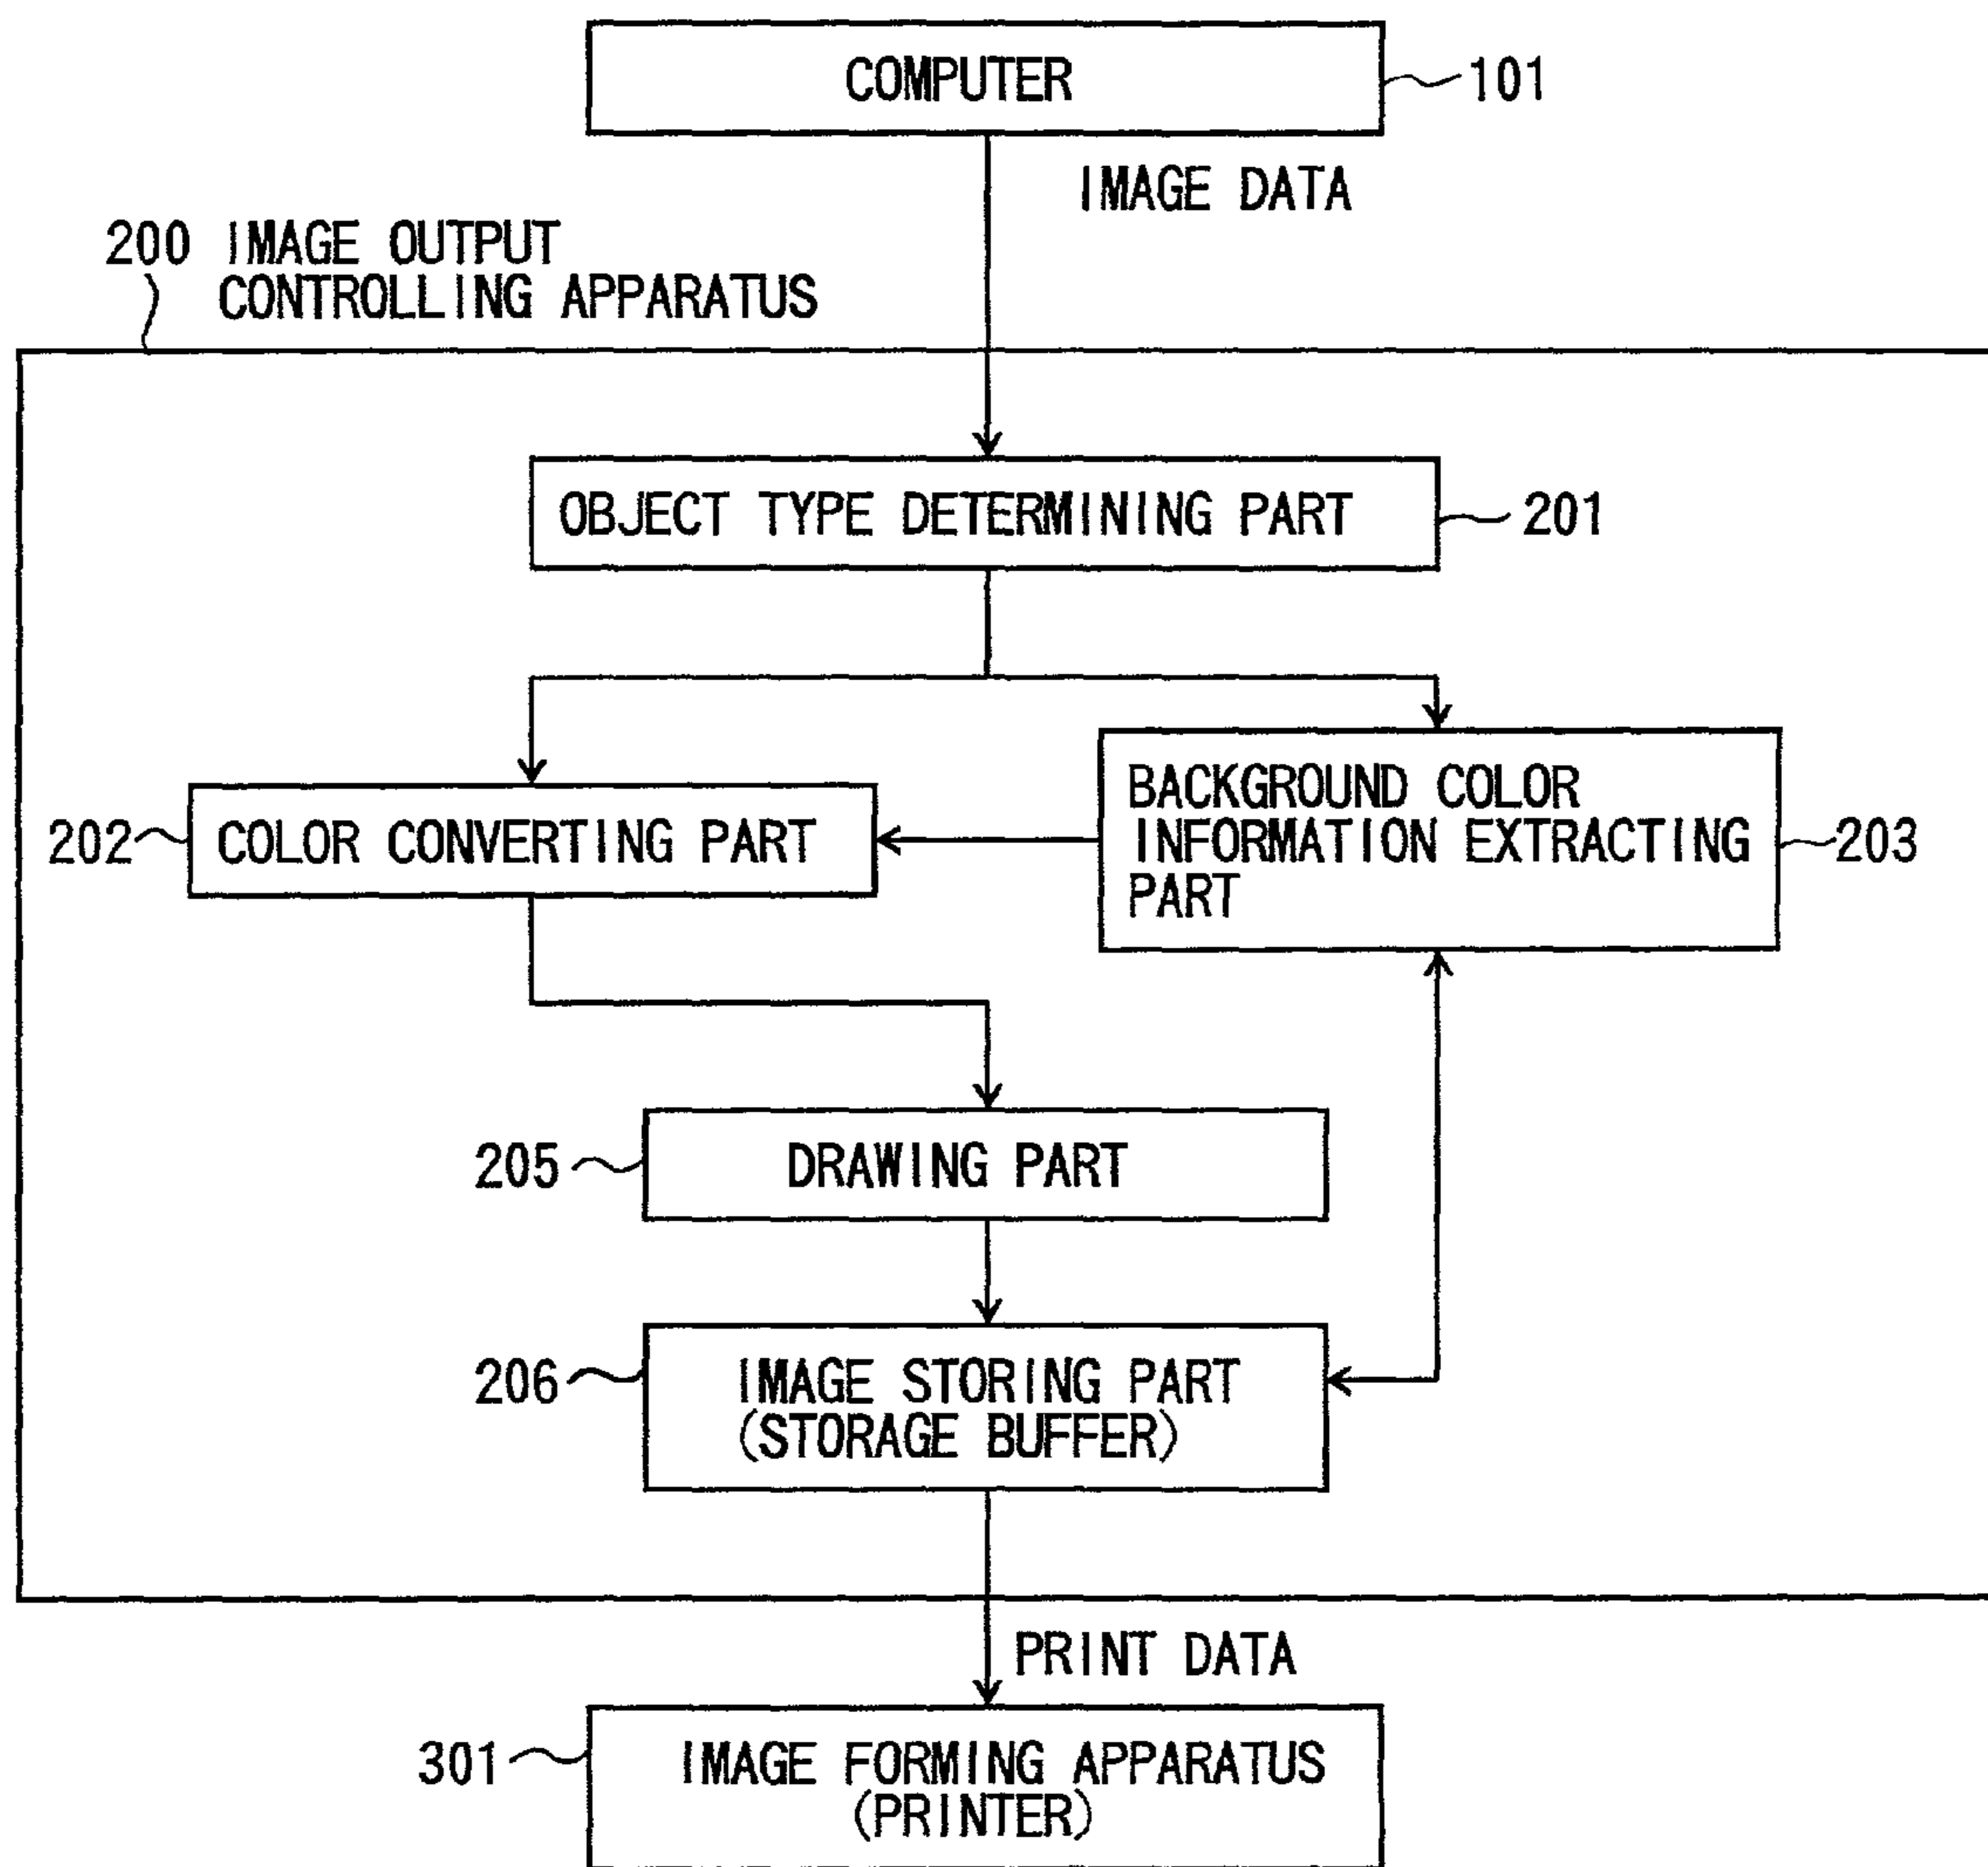 COMPUTER
101
IMAGE DATA
200 IMAGE OUTPUT
CONTROLLING APPARATUS
OBJECT TYPE DETERMINING PART
201
202
COLOR CONVERTING PART
BACKGROUND COLOR
INFORMATION EXTRACTING
PART
203
205
DRAWING PART
206
IMAGE STORING PART
(STORAGE BUFFER)
PRINT DATA
301
IMAGE FORMING APPARATUS
(PRINTER)